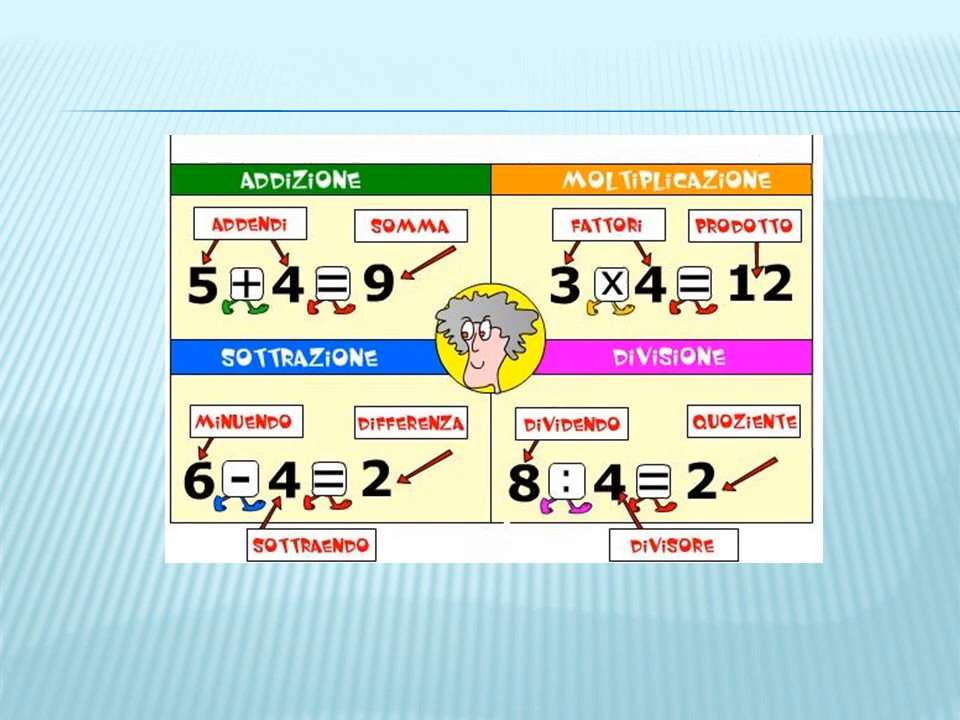 ADDIZIONE
ADDENDI SOMMA
5 + 4 = 9
MOLTIPLICAZIONE
FATTORI PRODOTTO
3 x 4 = 12
SOTTRAZIONE
MINUENDO DIFFERENZA
6 - 4 = 2
SOTTRAENDO
DIVISIONE
DIVIDENDO QUOZIENTE
8 : 4 = 2
DIVISORE